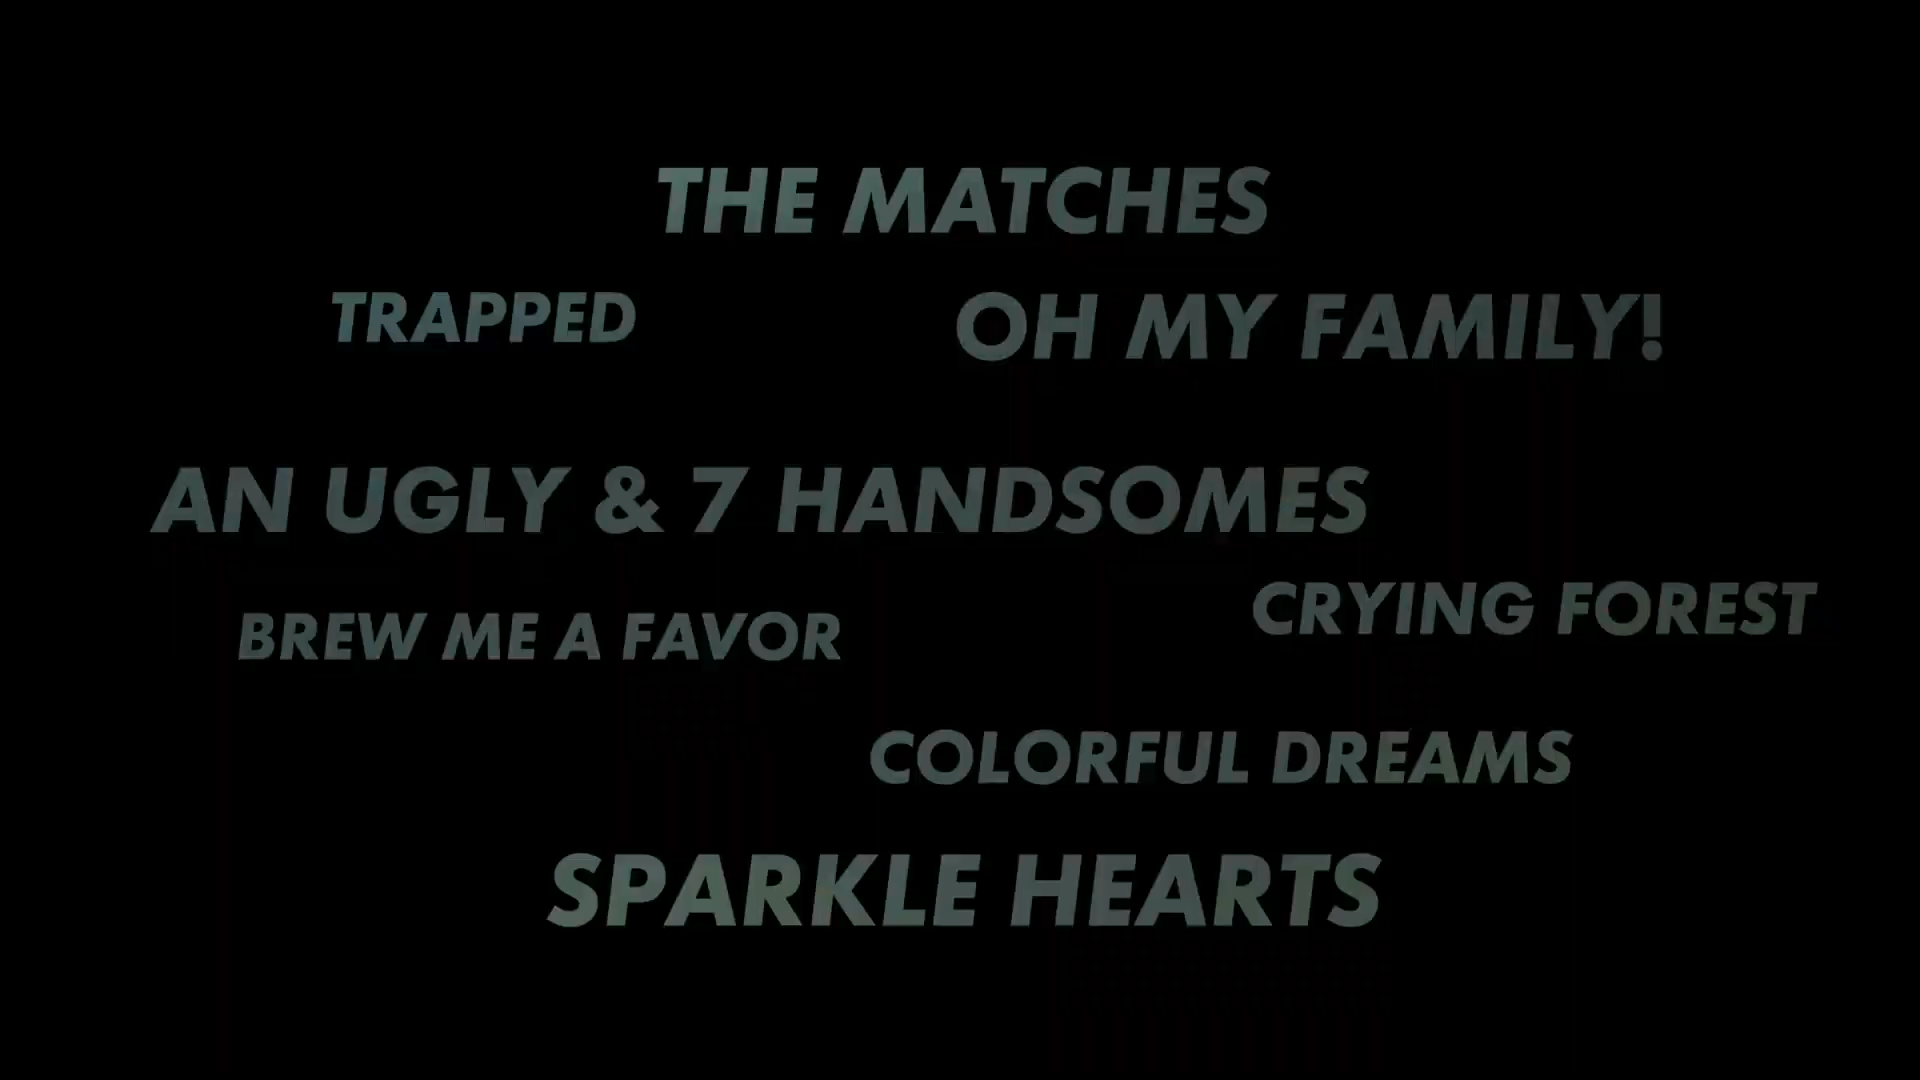 THE MATCHES
TRAPPED
OH MY FAMILY!
AN UGLY & 7 HANDSOMES
CRYING FOREST
BREW ME A FAVOR
COLORFUL DREAMS
SPARKLE HEARTS